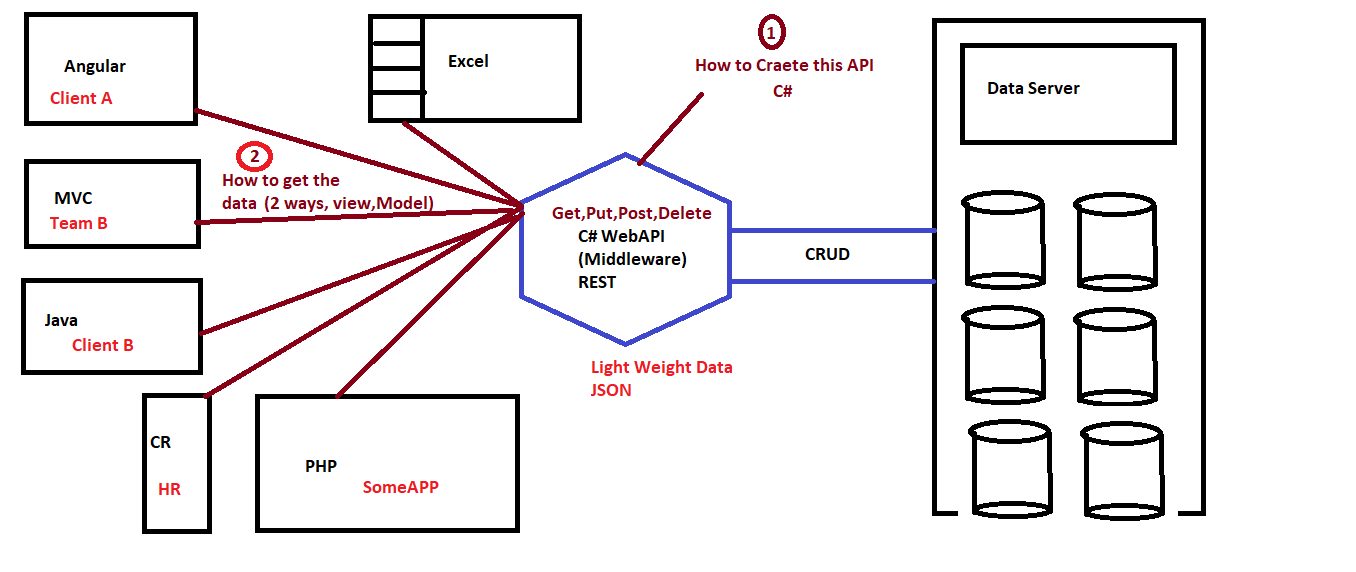 Angular
Client A
Excel
1
How to Craete this API
C#
Data Server
2
How to get the
data (2 ways, view,Model)
MVC
Team B
Get,Put,Post,Delete
C# WebAPI
(Middleware)
REST
CRUD
Java
Client B
Light Weight Data
JSON
CR
HR
PHP
SomeAPP